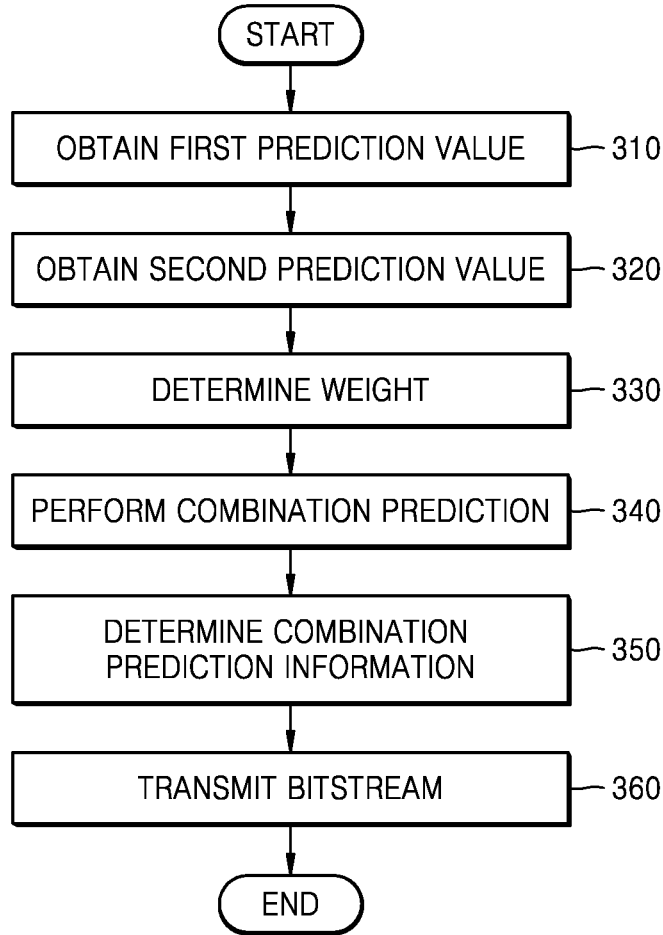 START
OBTAIN FIRST PREDICTION VALUE
310
OBTAIN SECOND PREDICTION VALUE
320
DETERMINE WEIGHT
330
PERFORM COMBINATION PREDICTION
340
DETERMINE COMBINATION
PREDICTION INFORMATION
350
TRANSMIT BITSTREAM
360
END